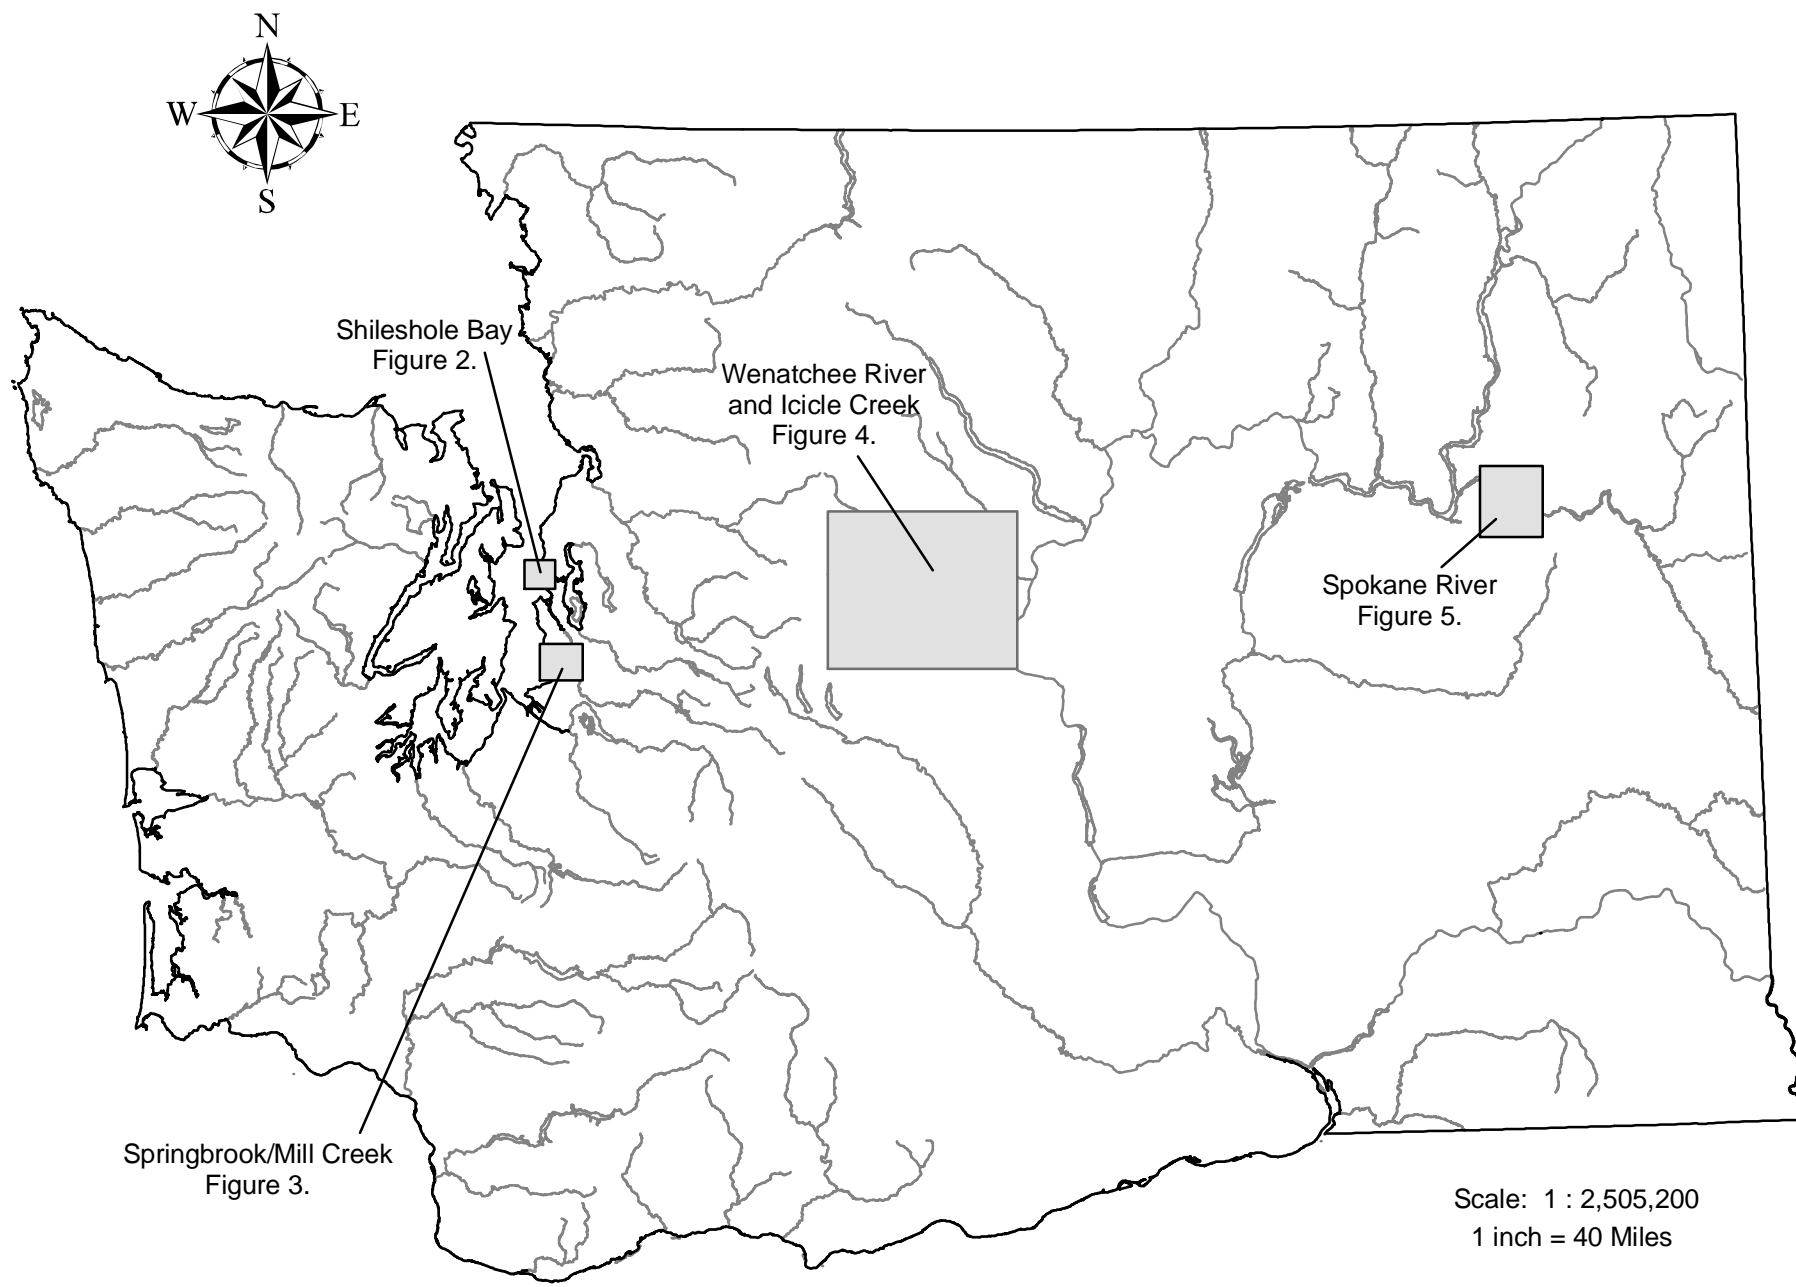 N
W
E
S
Shileshole Bay
Figure 2.
Wenatchee River
and Icicle Creek
Figure 4.
Spokane River
Figure 5.
Springbrook/Mill Creek
Figure 3.
Scale: 1 : 2,505,200
1 inch = 40 Miles